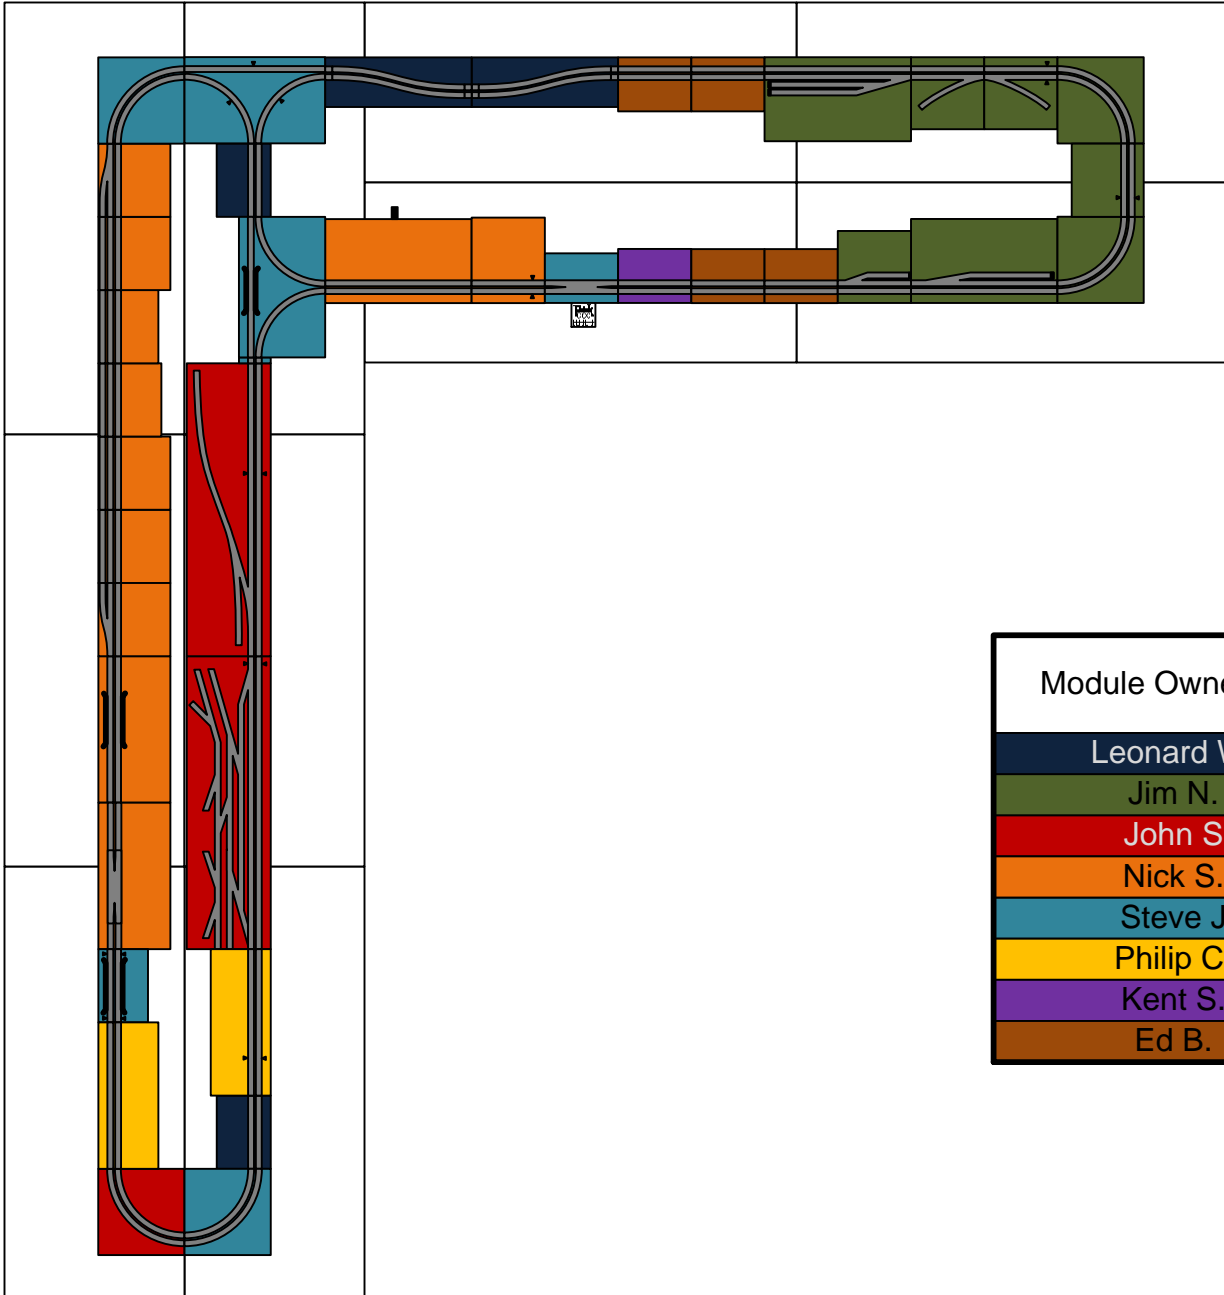 Module Owne
Leonard
Jim N.
John S
Nick S.
Steve J
Philip C
Kent S.
Ed B.